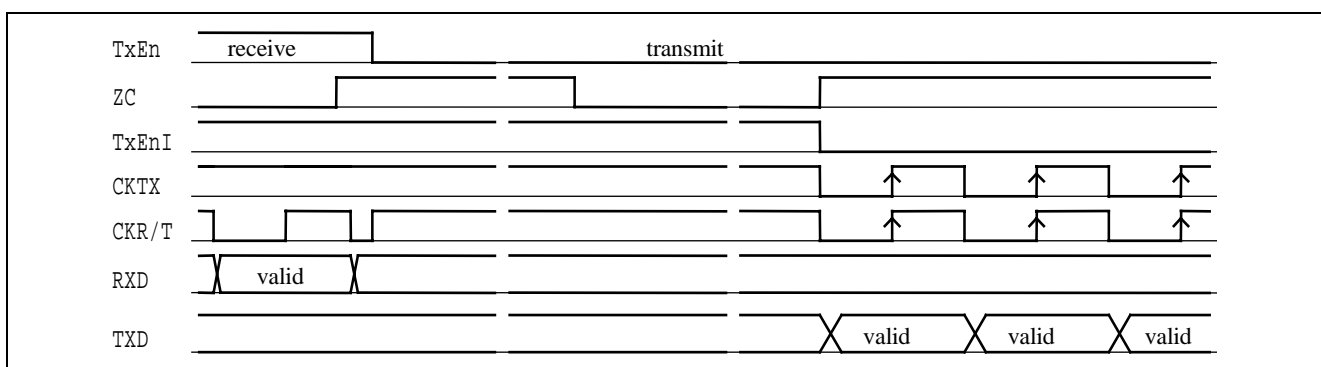 TxEn receive transmit
ZC
TxEnI
CKTX
CKR/T
RXD valid
TXD valid valid valid